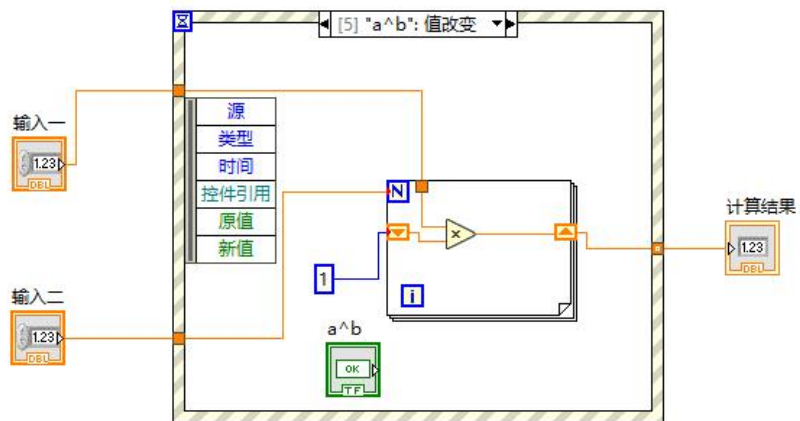 [5] "a^b": 值改变
输入一
1.23
DBL
源
类型
时间
控件引用
原值
新值
N
×
1
i
计算结果
1.23
DBL
输入二
1.23
DBL
a^b
OK
TF